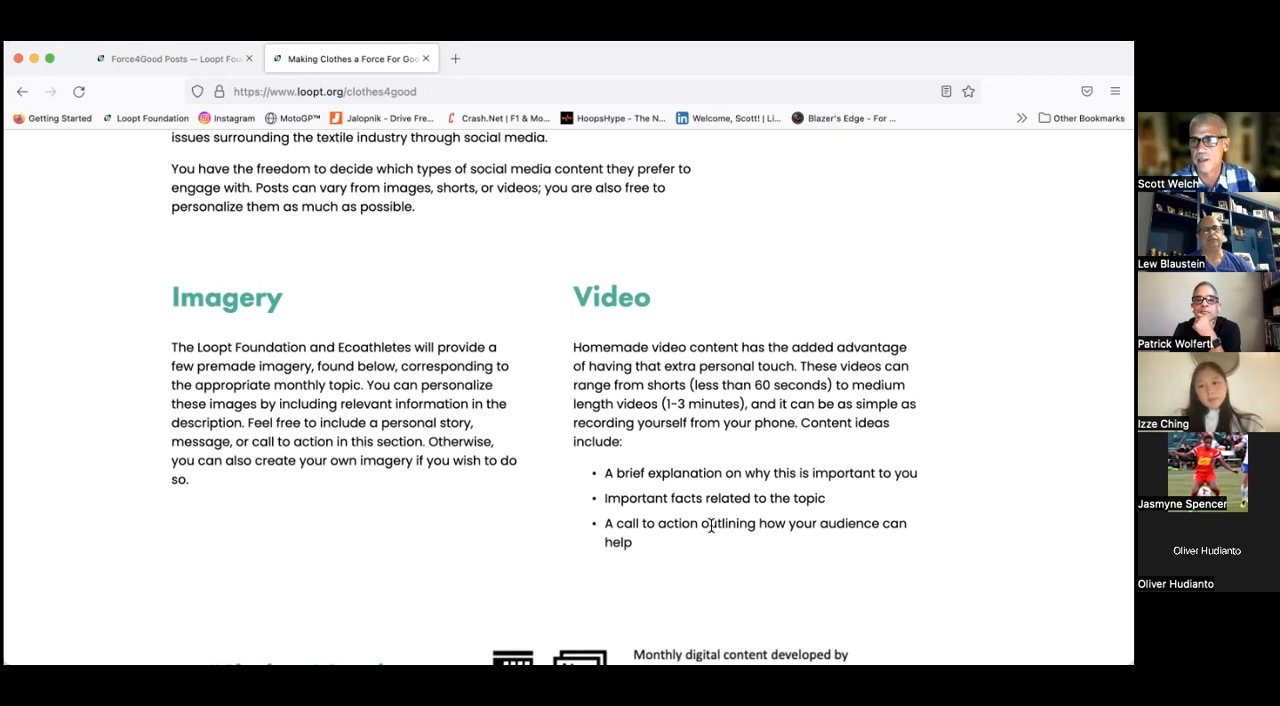 Force4Good Posts — Loopt Fou
Making Clothes a Force For Goo
https://www.loopt.org/clothes4good
Getting Started
Loopt Foundation
Instagram
MotoGP™
Jalopnik - Drive Fre...
Crash.Net | F1 & Mo...
HoopsHype - The N...
Welcome, Scott! | Li...
Blazer's Edge - For ...
Other Bookmarks
issues surrounding the textile industry through social media.
You have the freedom to decide which types of social media content they prefer to
engage with. Posts can vary from images, shorts, or videos; you are also free to
personalize them as much as possible.
Imagery
The Loopt Foundation and Ecoathletes will provide a
few premade imagery, found below, corresponding to
the appropriate monthly topic. You can personalize
these images by including relevant information in the
description. Feel free to include a personal story,
message, or call to action in this section. Otherwise,
you can also create your own imagery if you wish to do
so.
Video
Homemade video content has the added advantage
of having that extra personal touch. These videos can
range from shorts (less than 60 seconds) to medium
length videos (1-3 minutes), and it can be as simple as
recording yourself from your phone. Content ideas
include:
• A brief explanation on why this is important to you
• Important facts related to the topic
• A call to action outlining how your audience can
help
Monthly digital content developed by
Scott Welch
Lew Blaustein
Patrick Wolfert
Izze Ching
Jasmyne Spencer
Oliver Hudianto
Oliver Hudianto